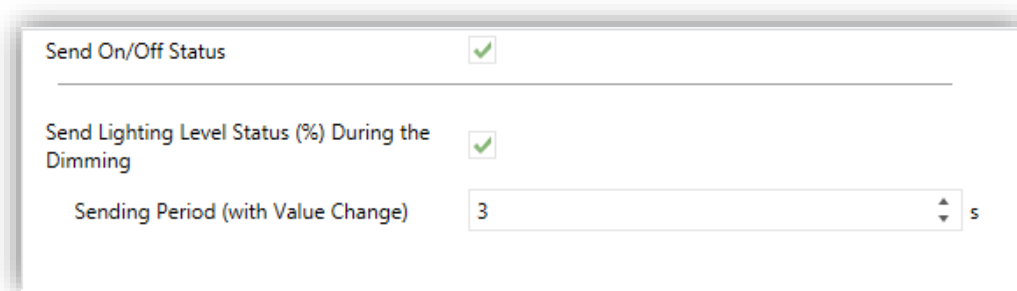 Send On/Off Status
Send Lighting Level Status (%) During the
Dimming
Sending Period (with Value Change) 3 s